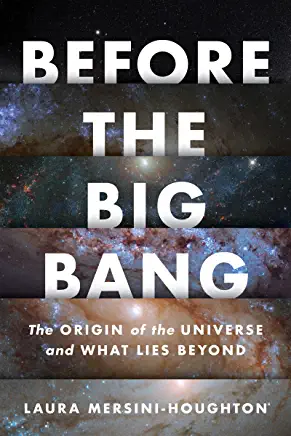 BEFORE
THE
BIG
BANG
The ORIGIN of the UNIVERSE
and WHAT LIES BEYOND
LAURA MERSINI-HOUGHTON